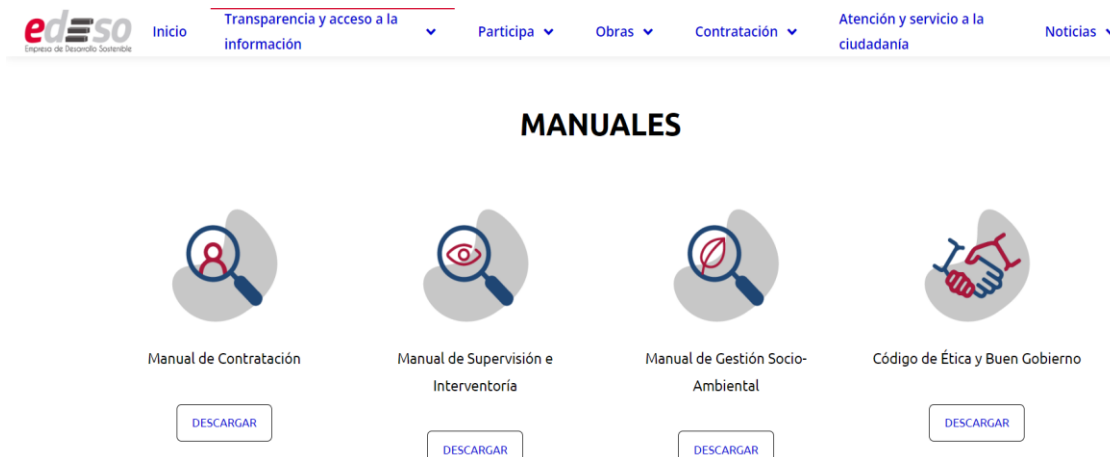 edeso
Empresa de Desarrollo Sostenible
Inicio
Transparencia y acceso a la
información
Participa
Obras
Contratación
Atención y servicio a la
ciudadanía
Noticias
MANUALES
Manual de Contratación
DESCARGAR
Manual de Supervisión e
Interventoría
DESCARGAR
Manual de Gestión Socio-
Ambiental
DESCARGAR
Código de Ética y Buen Gobierno
DESCARGAR